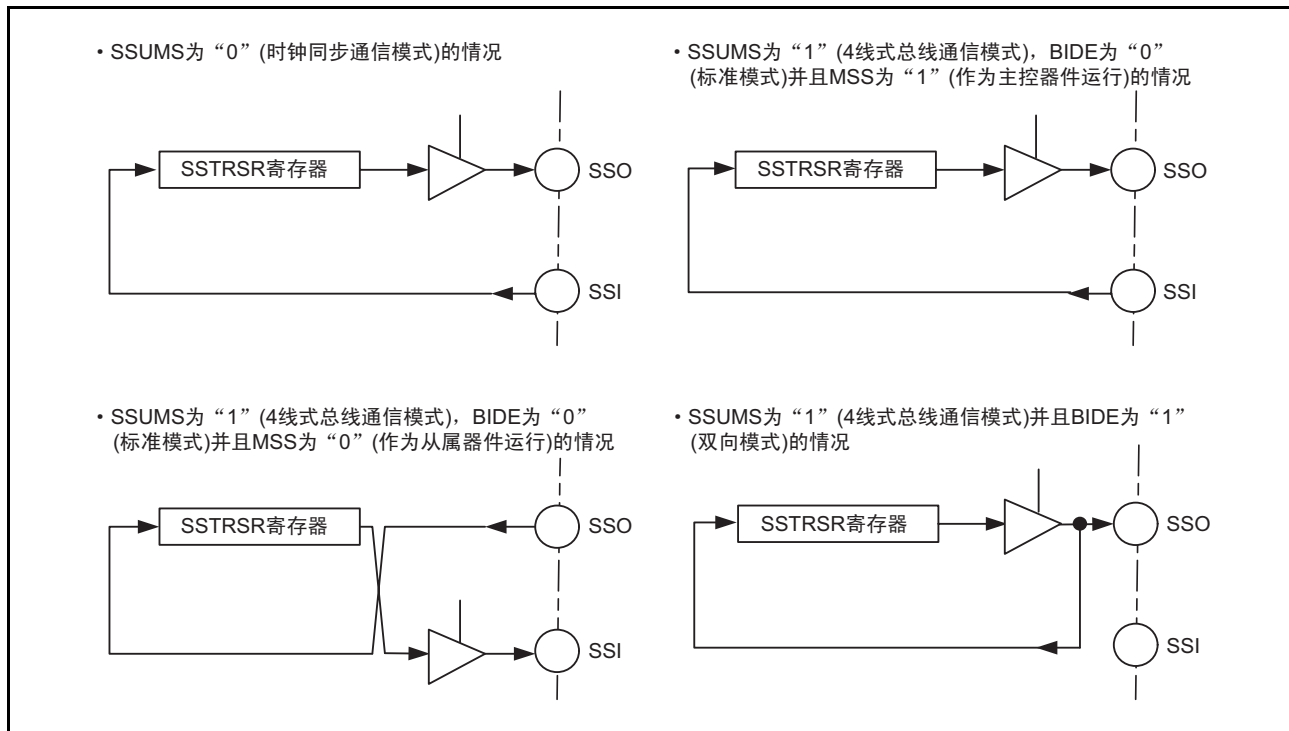 • SSUMS为“0”(时钟同步通信模式)的情况
SSTRSR寄存器
SSO
SSI
• SSUMS为“1”(4线式总线通信模式)，BIDE为“0”
(标准模式)并且MSS为“1”(作为主控器件运行)的情况
SSTRSR寄存器
SSO
SSI
• SSUMS为“1”(4线式总线通信模式)，BIDE为“0”
(标准模式)并且MSS为“0”(作为从属器件运行)的情况
SSTRSR寄存器
SSO
SSI
• SSUMS为“1”(4线式总线通信模式)并且BIDE为“1”
(双向模式)的情况
SSTRSR寄存器
SSO
SSI